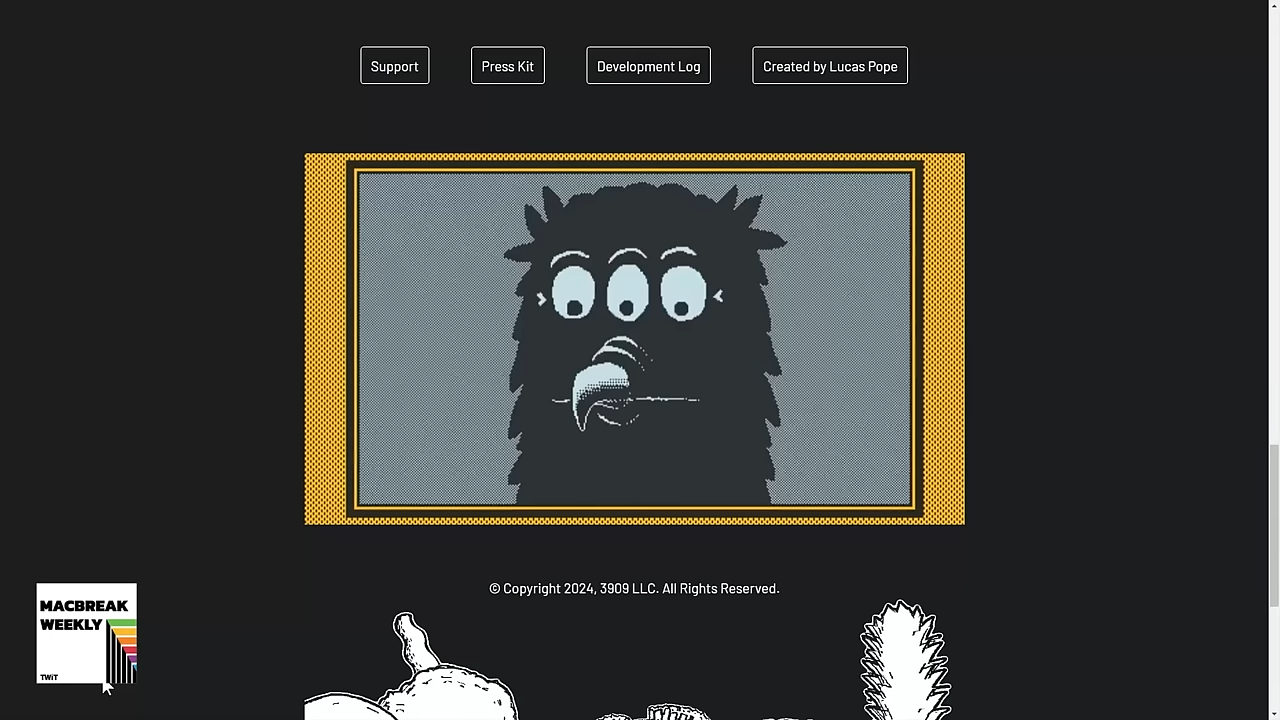 Support
Press Kit
Development Log
Created by Lucas Pope
© Copyright 2024, 3909 LLC. All Rights Reserved.
MACBREAK
WEEKLY
TWiT